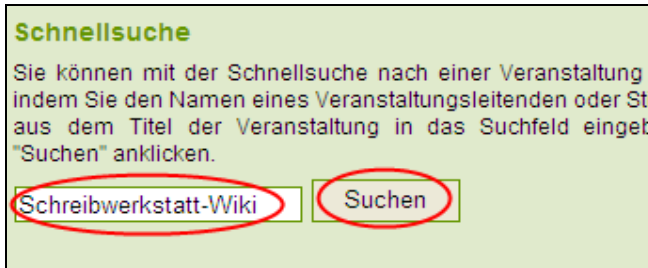 Schnellsuche
Sie können mit der Schnellsuche nach einer Veranstaltung
indem Sie den Namen eines Veranstaltungsleitenden oder St
aus dem Titel der Veranstaltung in das Suchfeld eingeb
"Suchen" anklicken.
Schreibwerkstatt-Wiki Suchen